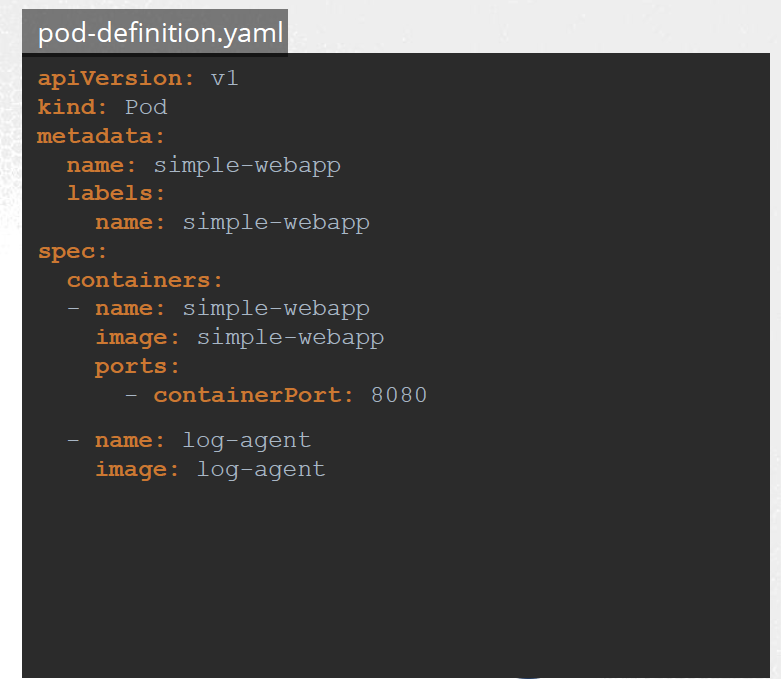 pod-definition.yaml
apiVersion: v1
kind: Pod
metadata:
  name: simple-webapp
  labels:
    name: simple-webapp
spec:
  containers:
  - name: simple-webapp
    image: simple-webapp
    ports:
      - containerPort: 8080
  - name: log-agent
    image: log-agent